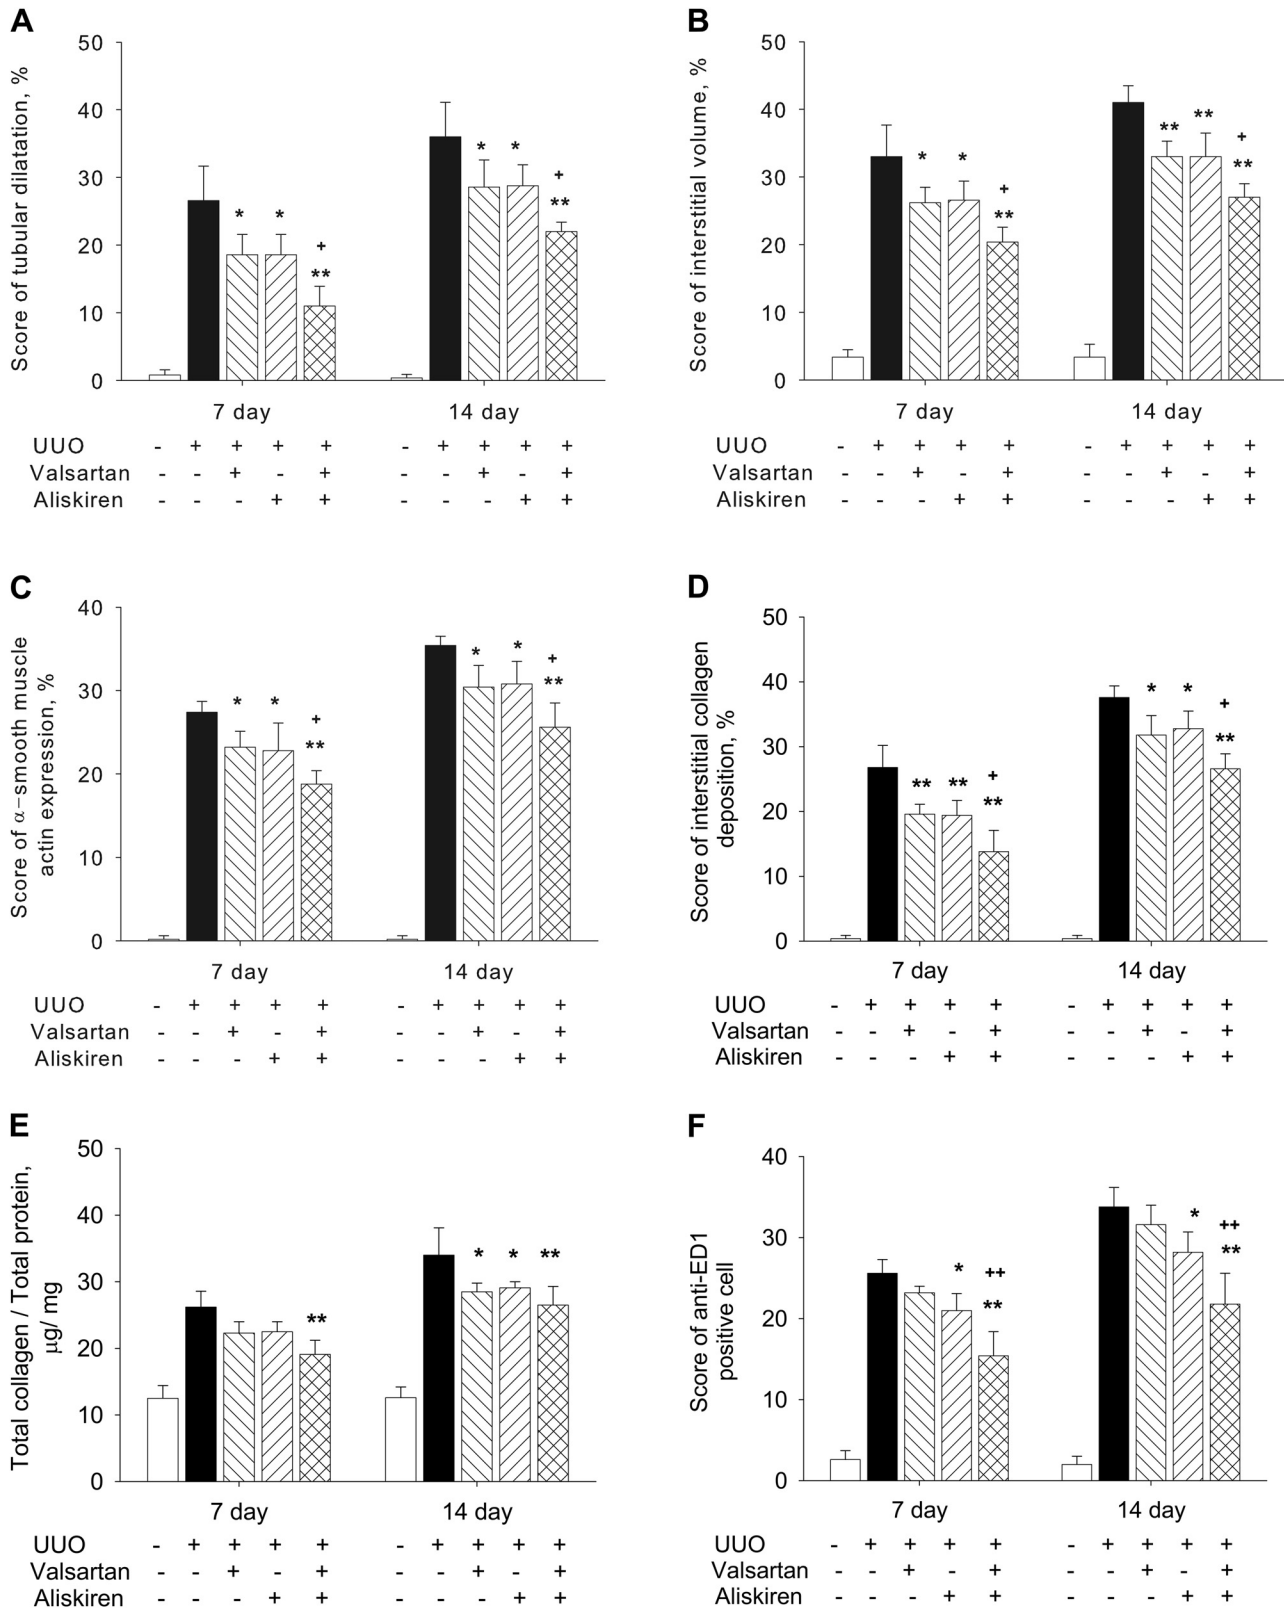 A
Score of tubular dilatation, %
50
40
30
20
10
0
* *
+
**
* *
+
**
7 day 14 day
UUO - + + + + - + + + +
Valsartan - - + - + - - + - +
Aliskiren - - - + + - - - + +
B
Score of interstitial volume, %
50
40
30
20
10
0
* *
+
**
** **
+
**
7 day 14 day
UUO - + + + + - + + + +
Valsartan - - + - + - - + - +
Aliskiren - - - + + - - - + +
C
Score of α−smooth muscle
actin expression, %
40
30
20
10
0
* *
+
**
* *
+
**
7 day 14 day
UUO - + + + + - + + + +
Valsartan - - + - + - - + - +
Aliskiren - - - + + - - - + +
D
Score of interstitial collagen
deposition, %
50
40
30
20
10
0
** **
+
**
* *
+
**
7 day 14 day
UUO - + + + + - + + + +
Valsartan - - + - + - - + - +
Aliskiren - - - + + - - - + +
E
Total collagen / Total protein,
μg/ mg
50
40
30
20
10
0
**
* * **
7 day 14 day
UUO - + + + + - + + + +
Valsartan - - + - + - - + - +
Aliskiren - - - + + - - - + +
F
Score of anti-ED1
positive cell
40
30
20
10
0
*
++
**
*
++
**
7 day 14 day
UUO - + + + + - + + + +
Valsartan - - + - + - - + - +
Aliskiren - - - + + - - - + +